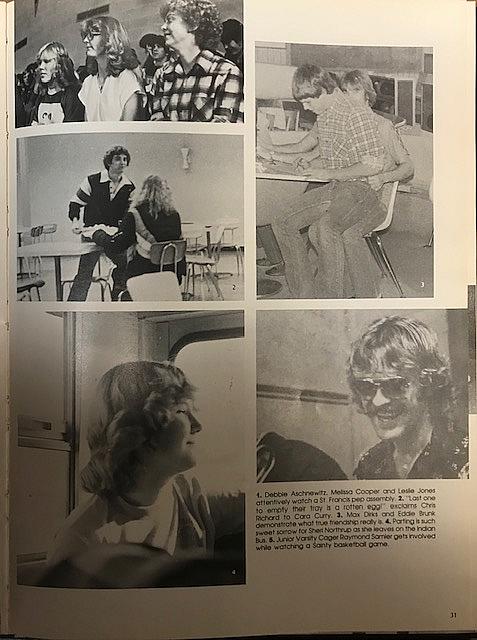 2
3
4
1. Debbie Aschnewitz, Melissa Cooper and Leslie Jones
attentively watch a St. Francis pep assembly. 2. "Last one
to empty their tray is a rotten egg!" exclaims Chris
Richard to Cara Curry. 3. Max Dirks and Eddie Brunk
demonstrate what true friendship really is. 4. Parting is such
sweet sorrow for Sheri Northrup as she leaves on the Indian
Bus. 5. Junior Varsity Cager Raymond Samier gets involved
while watching a Sainty basketball game.
31